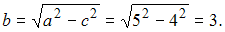 b = √(a² − c²) = √(5² − 4²) = 3.